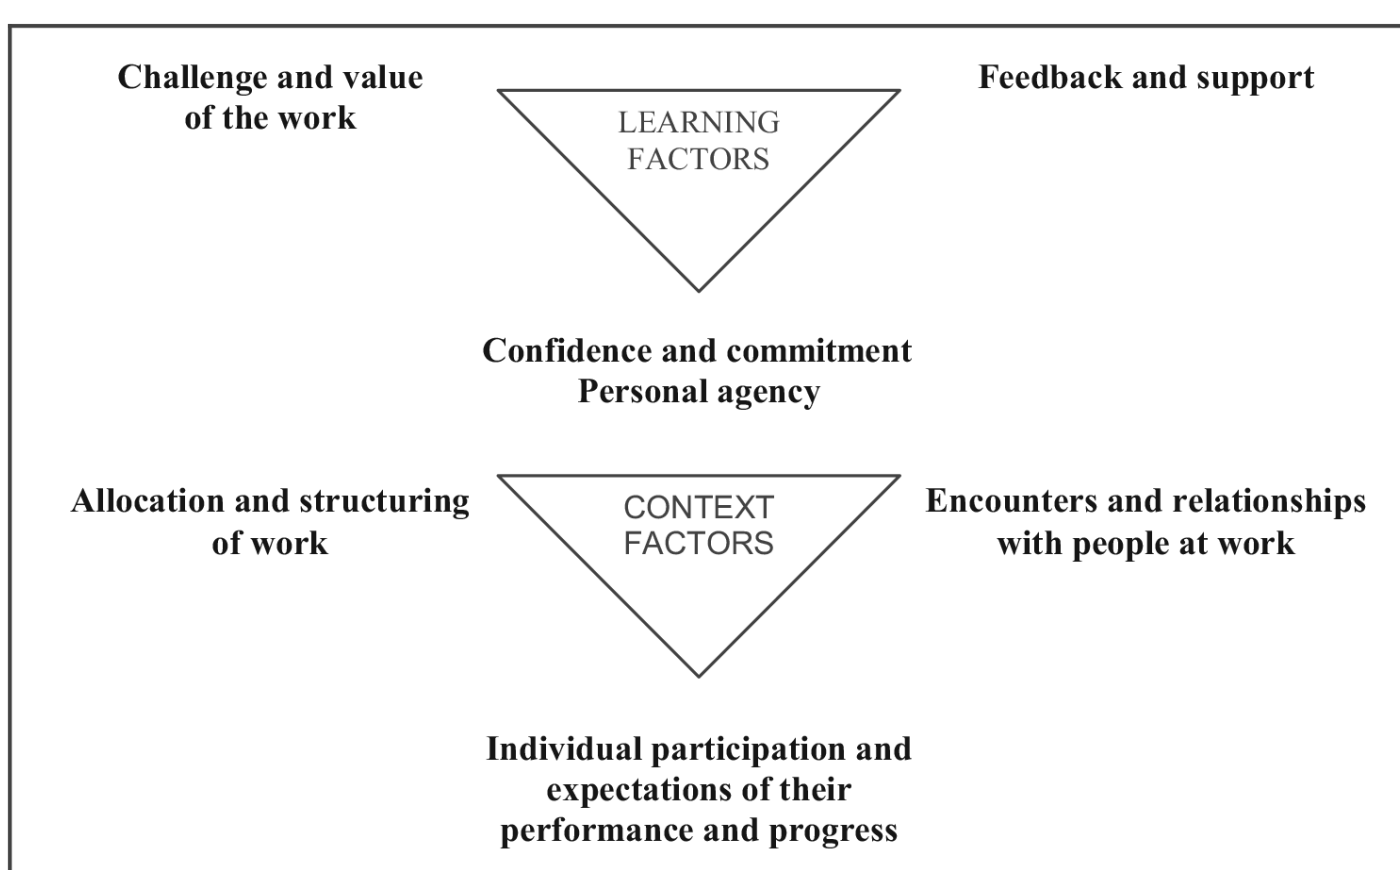 Challenge and value
of the work
Feedback and support
LEARNING
FACTORS
Confidence and commitment
Personal agency
Allocation and structuring
of work
CONTEXT
FACTORS
Encounters and relationships
with people at work
Individual participation and
expectations of their
performance and progress